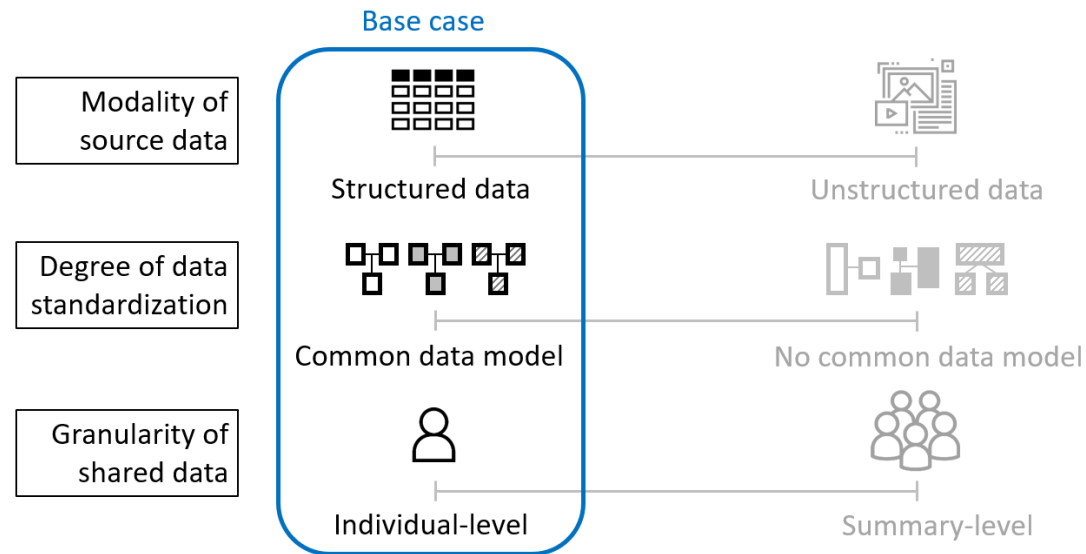 Base case
Modality of
source data
Structured data
Unstructured data
Degree of data
standardization
Common data model
No common data model
Granularity of
shared data
Individual-level
Summary-level